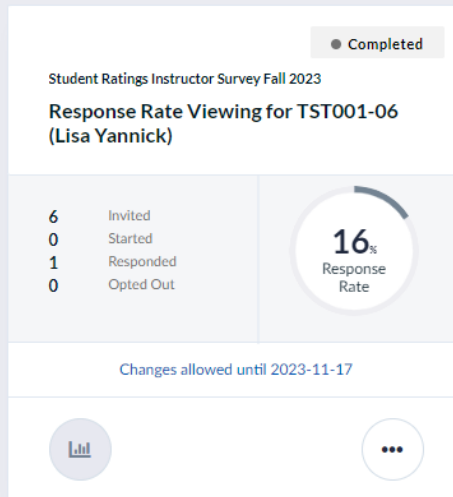 Completed
Student Ratings Instructor Survey Fall 2023
Response Rate Viewing for TST001-06
(Lisa Yannick)
6 Invited
0 Started
1 Responded
0 Opted Out
16%
Response
Rate
Changes allowed until 2023-11-17